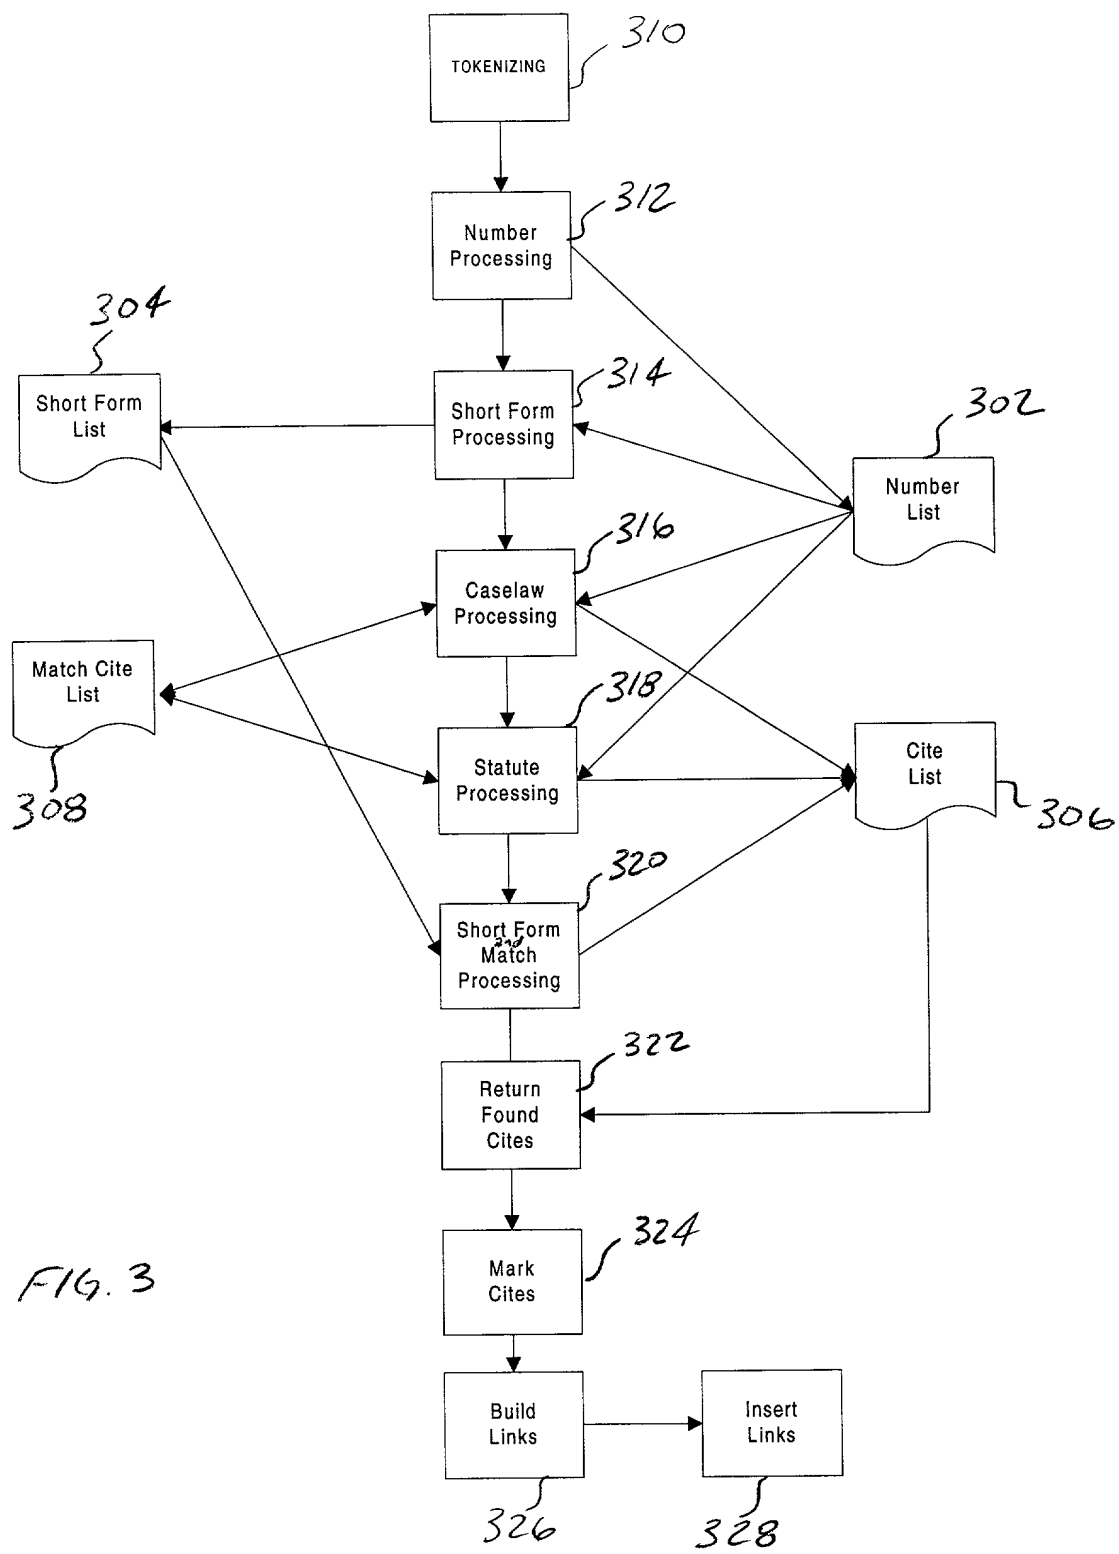 310
TOKENIZING
312
Number
Processing
304
Short Form
List
314
Short Form
Processing
302
Number
List
316
Caselaw
Processing
Match Cite
List
308
318
Statute
Processing
Cite
List
306
320
Short Form
2nd
Match
Processing
322
Return
Found
Cites
324
Mark
Cites
FIG. 3
Build
Links
326
Insert
Links
328